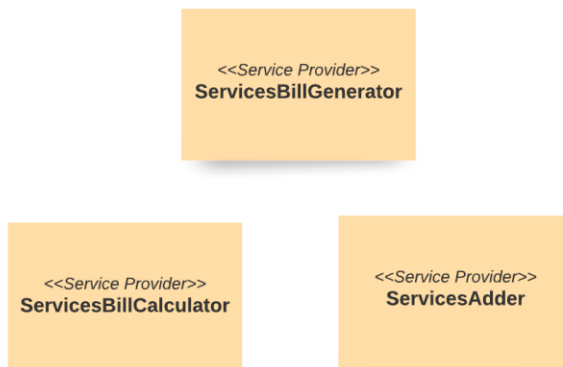 <<Service Provider>>
ServicesBillGenerator
<<Service Provider>>
ServicesBillCalculator
<<Service Provider>>
ServicesAdder